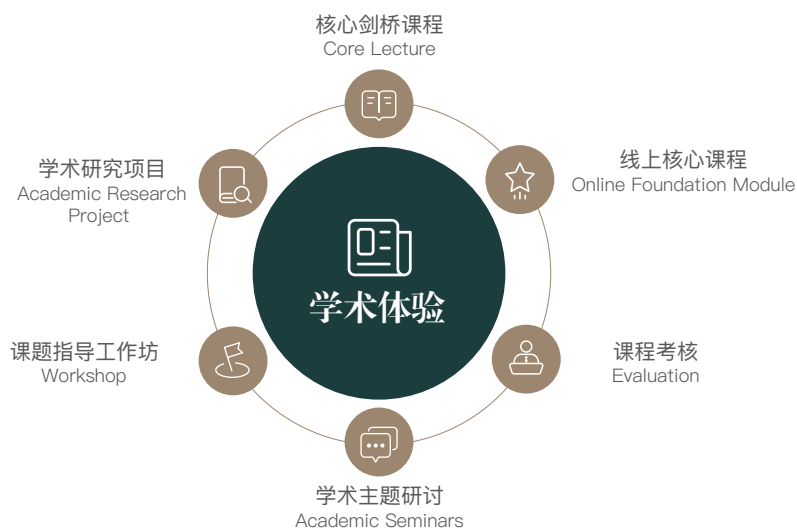 核心剑桥课程
Core Lecture
线上核心课程
Online Foundation Module
学术研究项目
Academic Research
Project
学术体验
课题指导工作坊
Workshop
课程考核
Evaluation
学术主题研讨
Academic Seminars